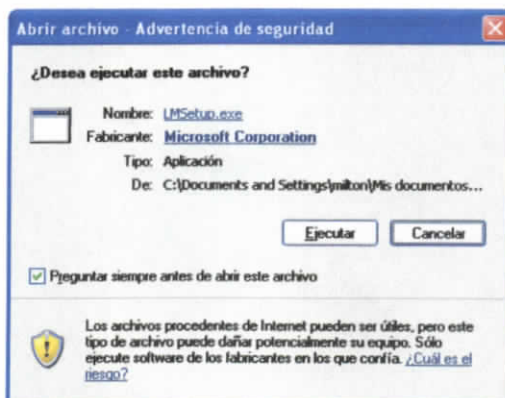 Abrir archivo - Advertencia de seguridad
¿Desea ejecutar este archivo?
Nombre: LMSetup.exe
Fabricante: Microsoft Corporation
Tipo: Aplicación
De: C:\Documents and Settings\milton\Mis documentos...
Ejecutar Cancelar
Preguntar siempre antes de abrir este archivo
Los archivos procedentes de Internet pueden ser útiles, pero este
tipo de archivo puede dañar potencialmente su equipo. Sólo
ejecute software de los fabricantes en los que confía. ¿Cuál es el
riesgo?